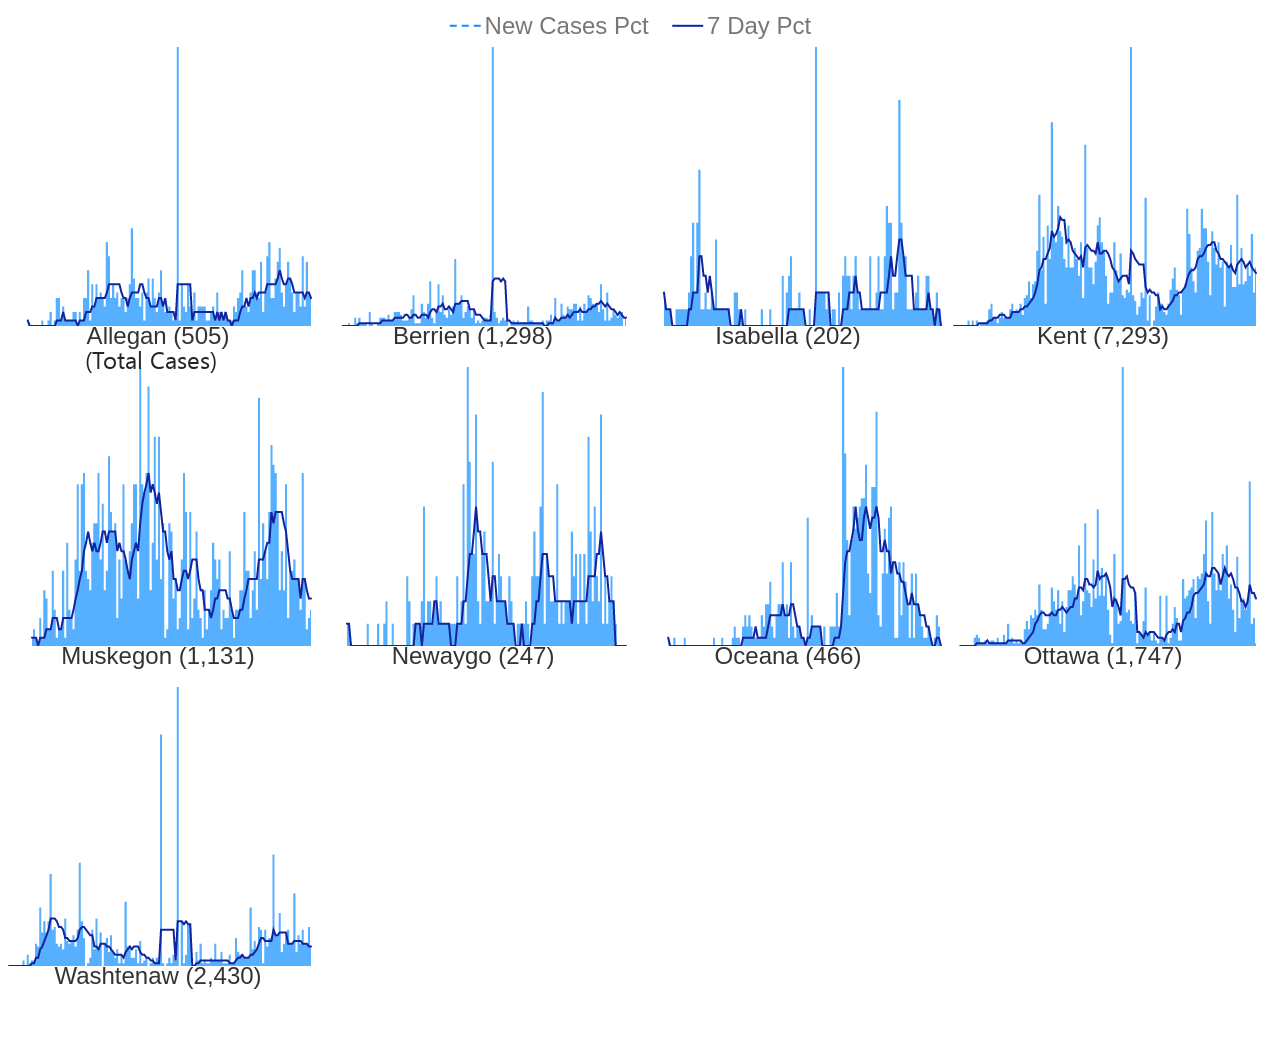 New Cases Pct 7 Day Pct
Allegan (505) Berrien (1,298) Isabella (202) Kent (7,293)
(Total Cases)
Muskegon (1,131) Newaygo (247) Oceana (466) Ottawa (1,747)
Washtenaw (2,430)